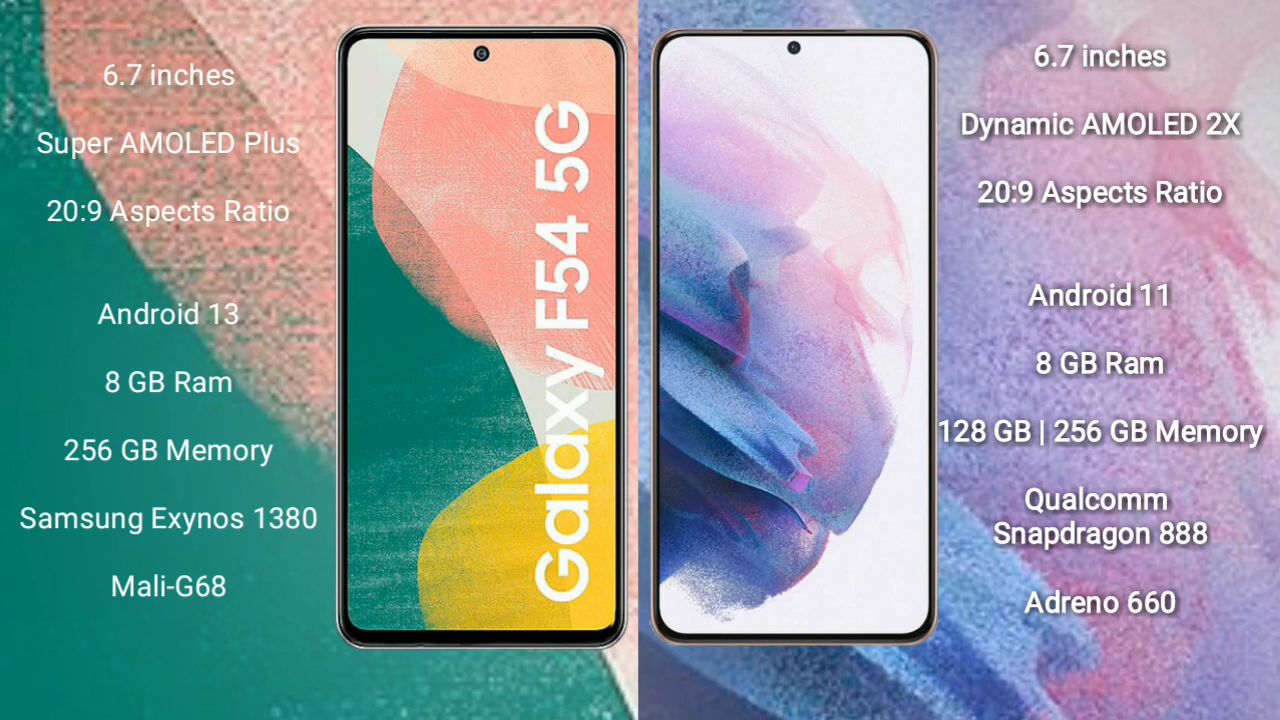 6.7 inches
Super AMOLED Plus
20:9 Aspects Ratio
Android 13
8 GB Ram
256 GB Memory
Samsung Exynos 1380
Mali-G68
Galaxy F54 5G
6.7 inches
Dynamic AMOLED 2X
20:9 Aspects Ratio
Android 11
8 GB Ram
128 GB | 256 GB Memory
Qualcomm
Snapdragon 888
Adreno 660